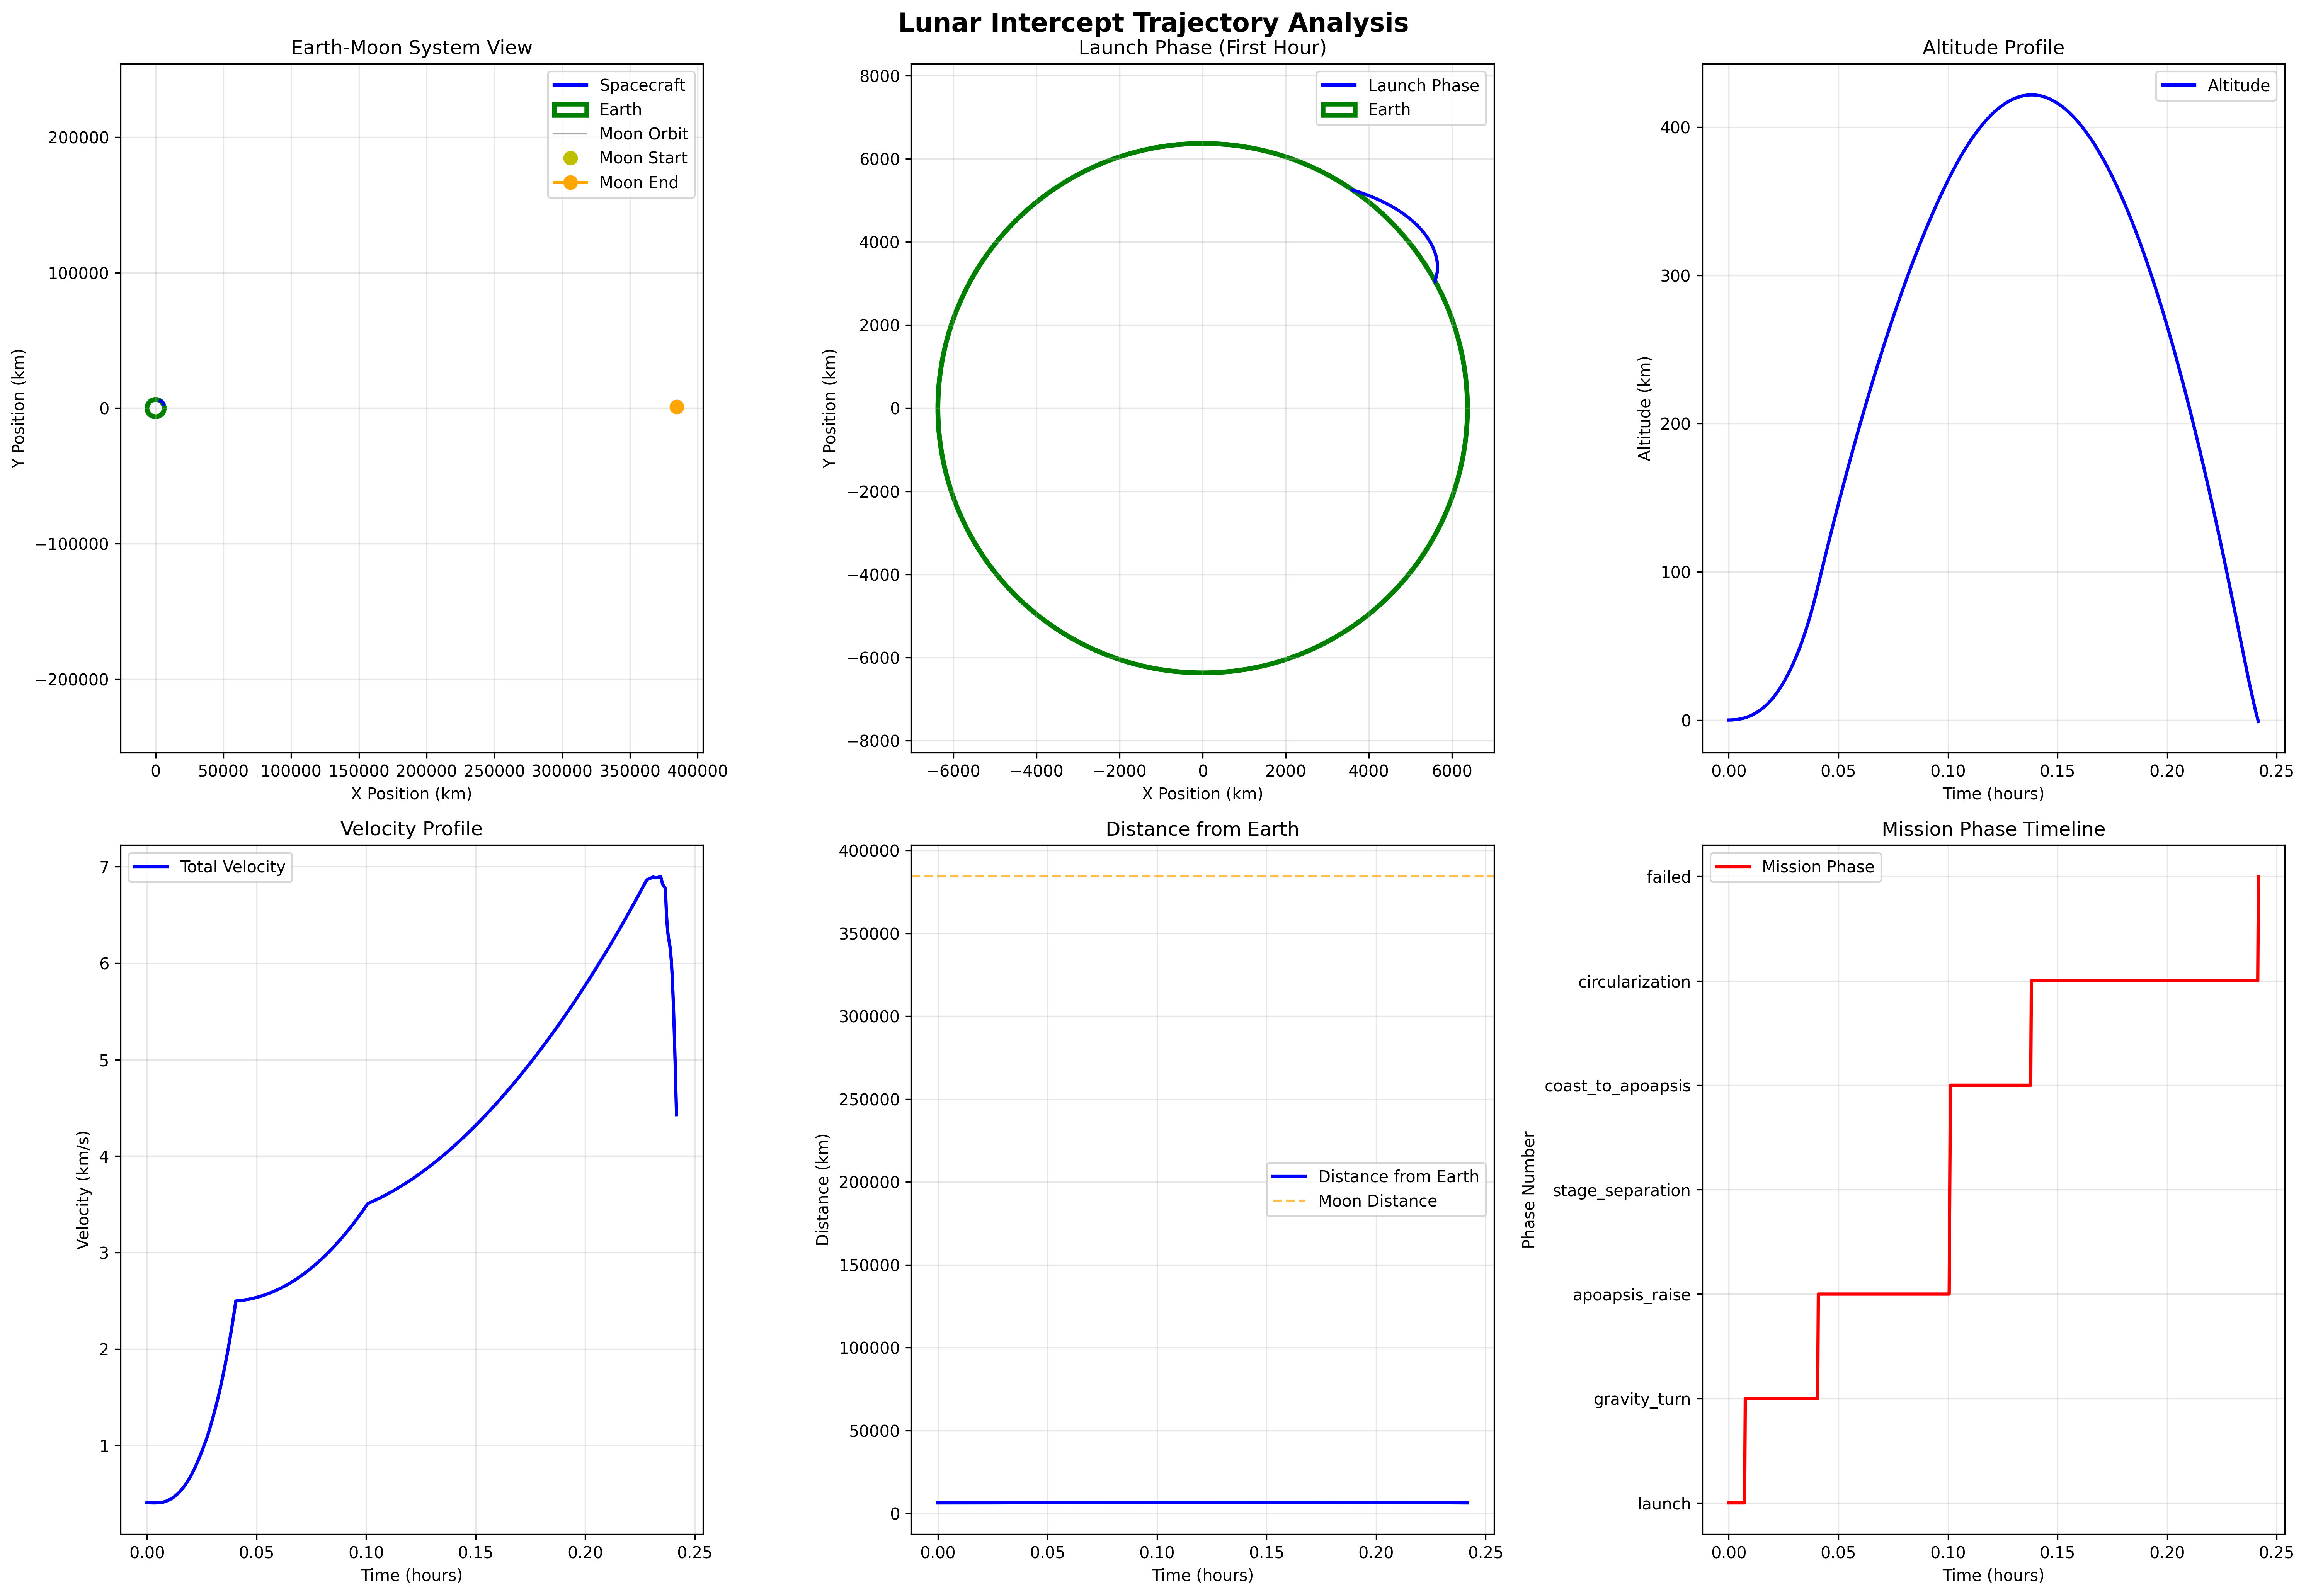 Lunar Intercept Trajectory Analysis
Earth-Moon System View
Spacecraft
Earth
Moon Orbit
Moon Start
Moon End
Y Position (km)
200000
100000
0
−100000
−200000
0 50000 100000 150000 200000 250000 300000 350000 400000
X Position (km)
Launch Phase (First Hour)
Launch Phase
Earth
Y Position (km)
8000
6000
4000
2000
0
−2000
−4000
−6000
−8000
−6000 −4000 −2000 0 2000 4000 6000
X Position (km)
Altitude Profile
Altitude
Altitude (km)
400
300
200
100
0
0.00 0.05 0.10 0.15 0.20 0.25
Time (hours)
Velocity Profile
Total Velocity
Velocity (km/s)
7
6
5
4
3
2
1
0.00 0.05 0.10 0.15 0.20 0.25
Time (hours)
Distance from Earth
Distance (km)
400000
350000
300000
250000
200000
150000
100000
50000
0
Distance from Earth
Moon Distance
0.00 0.05 0.10 0.15 0.20 0.25
Time (hours)
Mission Phase Timeline
Mission Phase
Phase Number
failed
circularization
coast_to_apoapsis
stage_separation
apoapsis_raise
gravity_turn
launch
0.00 0.05 0.10 0.15 0.20 0.25
Time (hours)